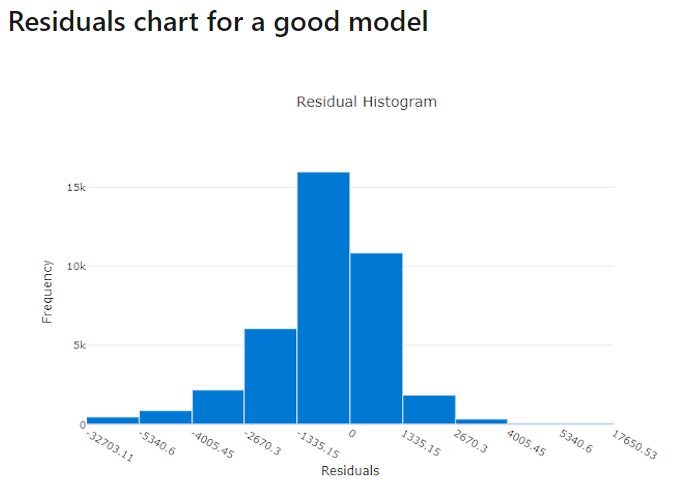 Residuals chart for a good model
Residual Histogram
15k
10k
5k
0
Frequency
-32703.11
-5340.6
-4005.45
-2670.3
-1335.15
0
1335.15
2670.3
4005.45
5340.6
17650.53
Residuals